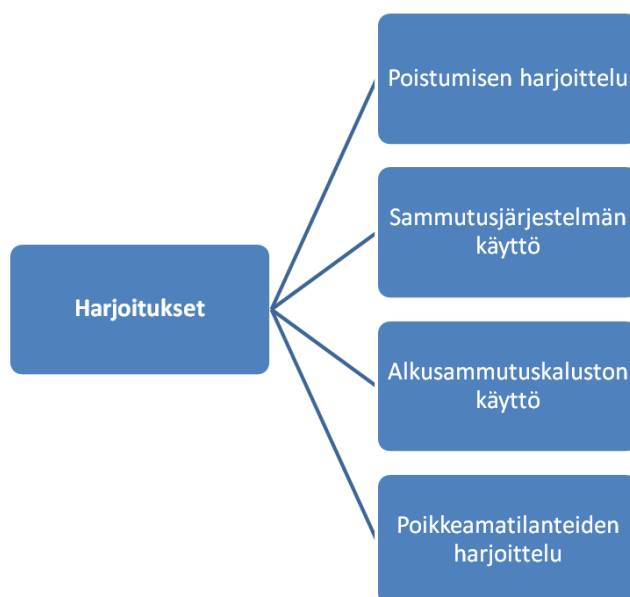 Harjoitukset
Poistumisen harjoittelu
Sammutusjärjestelmän
käyttö
Alkusammutuskaluston
käyttö
Poikkeamatilanteiden
harjoittelu